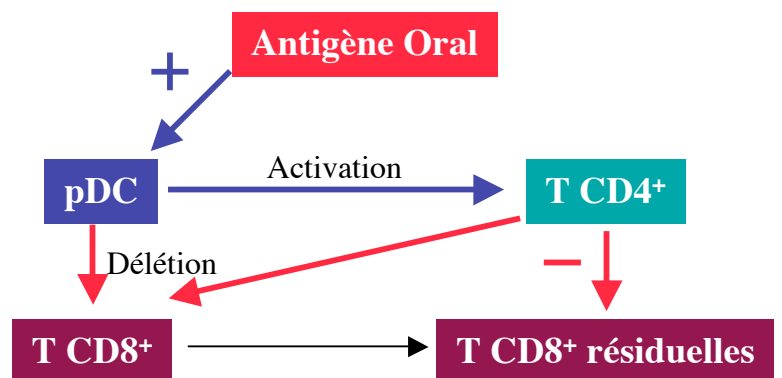 Antigène Oral
+
Activation
pDC
T CD4⁺
Délétion
−
T CD8⁺
T CD8⁺ résiduelles